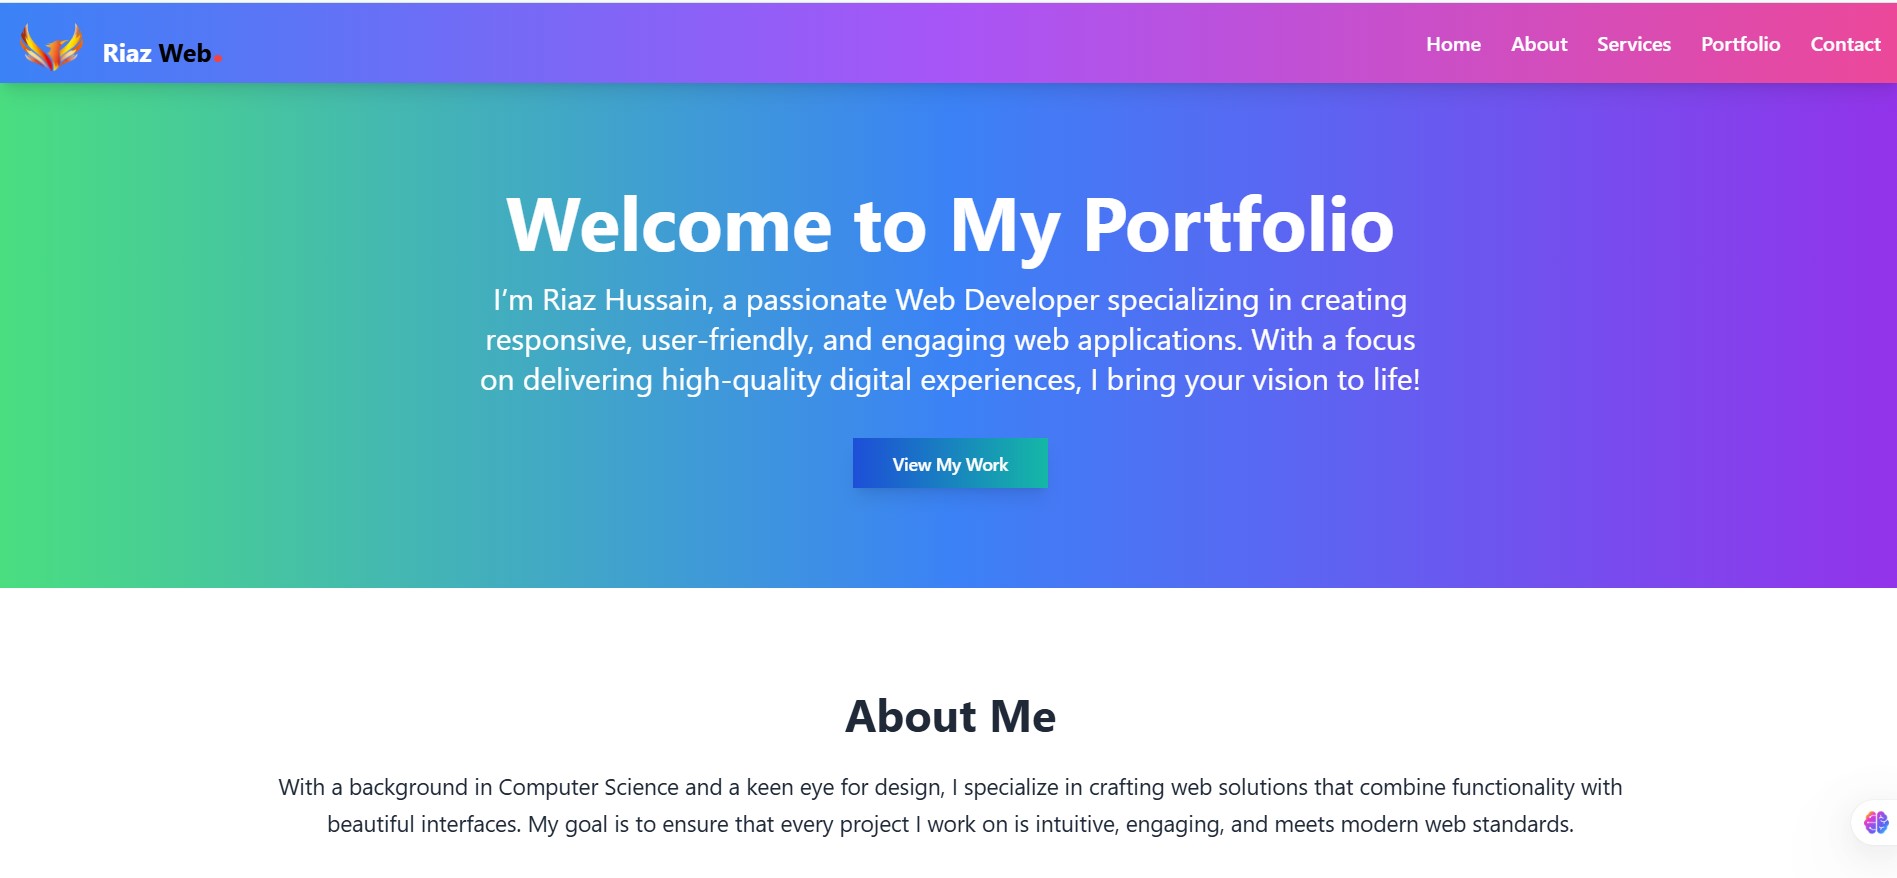 Riaz Web.
Home About Services Portfolio Contact
Welcome to My Portfolio
I’m Riaz Hussain, a passionate Web Developer specializing in creating
responsive, user-friendly, and engaging web applications. With a focus
on delivering high-quality digital experiences, I bring your vision to life!
View My Work
About Me
With a background in Computer Science and a keen eye for design, I specialize in crafting web solutions that combine functionality with
beautiful interfaces. My goal is to ensure that every project I work on is intuitive, engaging, and meets modern web standards.